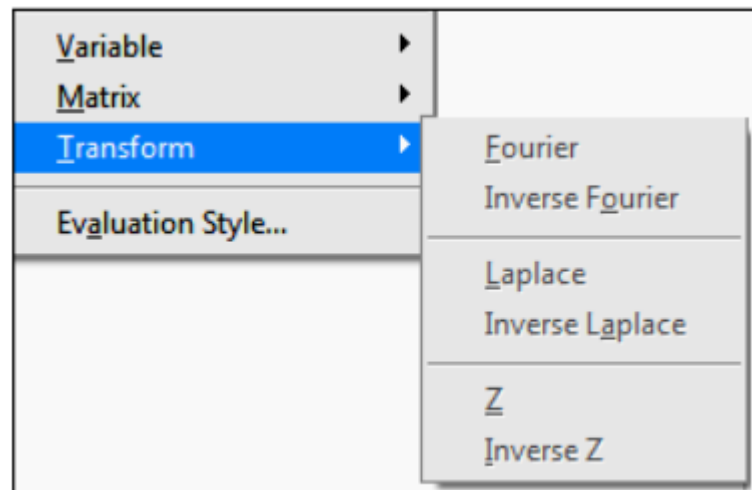 Variable
Matrix
Transform
Evaluation Style...
Fourier
Inverse Fourier
Laplace
Inverse Laplace
Z
Inverse Z